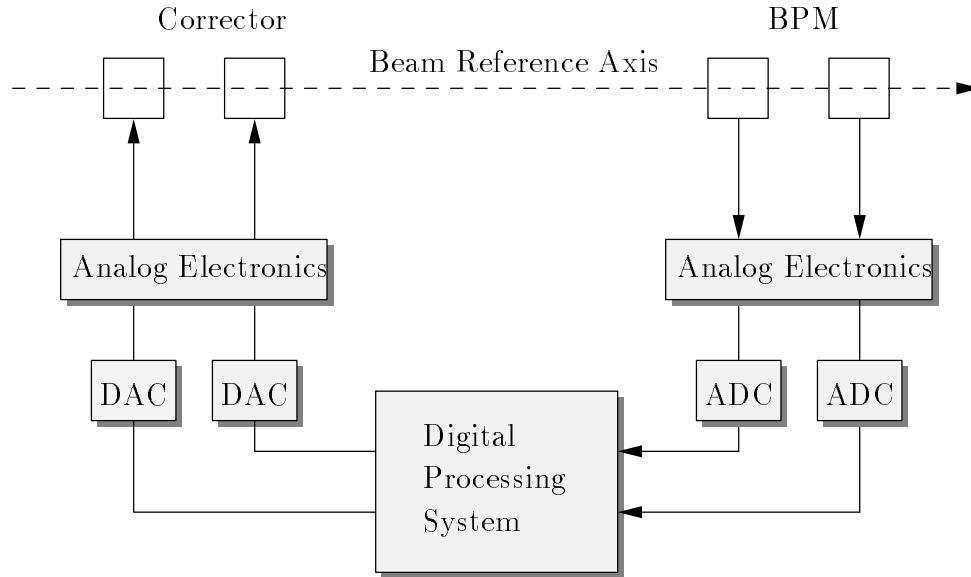 Corrector
BPM
Beam Reference Axis
Analog Electronics
Analog Electronics
DAC
DAC
ADC
ADC
Digital
Processing
System